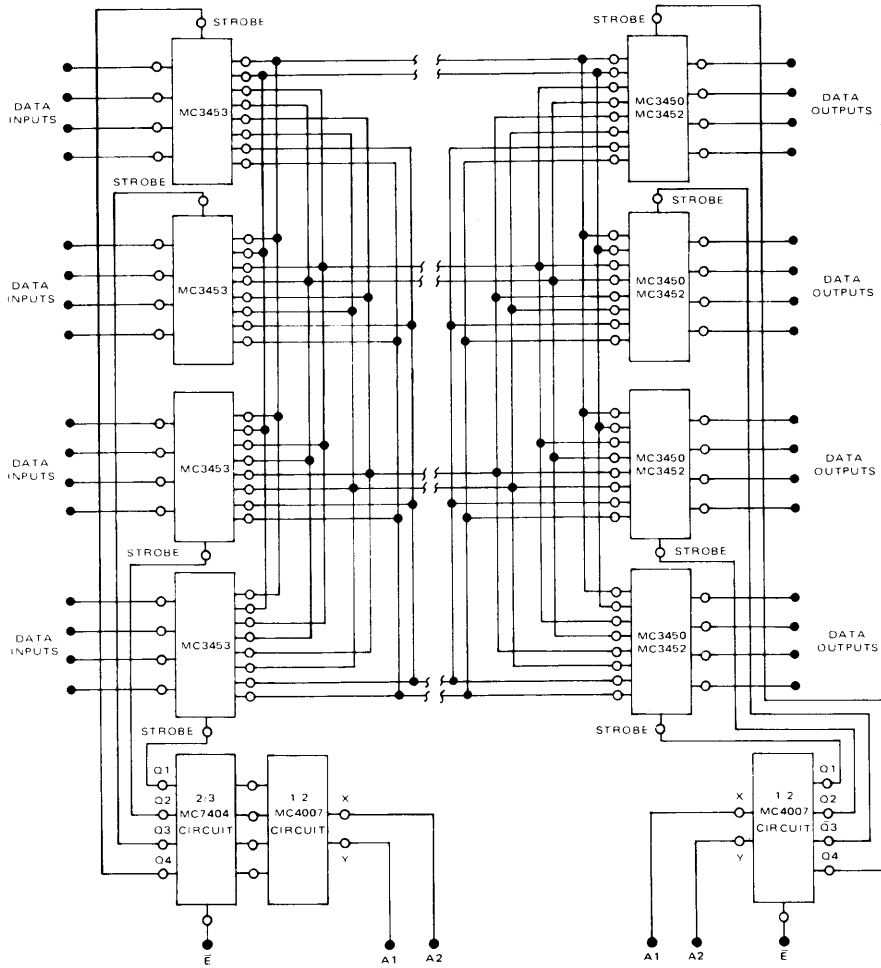 STROBE
STROBE
DATA
INPUTS
MC3453
MC3450
MC3452
DATA
OUTPUTS
STROBE
STROBE
DATA
INPUTS
MC3453
MC3450
MC3452
DATA
OUTPUTS
DATA
INPUTS
MC3453
MC3450
MC3452
DATA
OUTPUTS
STROBE
STROBE
DATA
INPUTS
MC3453
MC3450
MC3452
DATA
OUTPUTS
STROBE
STROBE
Q1
Q2
Q3
Q4
2/3
MC7404
CIRCUIT
1 2
MC4007
CIRCUIT
X
Y
X
Y
1 2
MC4007
CIRCUIT
Q1
Q2
Q̄3
Q4
Ē
A1
A2
A1
A2
Ē